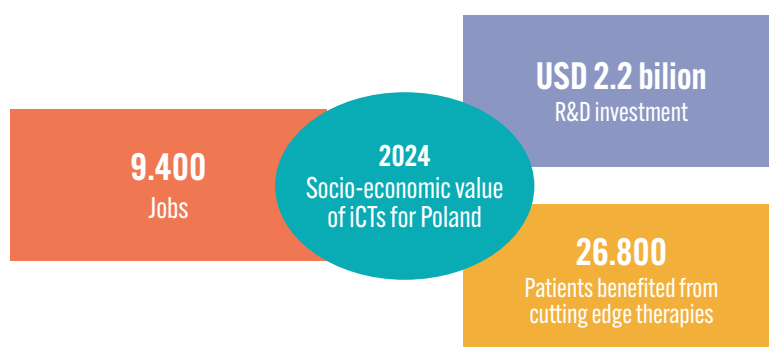 9.400
Jobs
2024
Socio-economic value
of iCTs for Poland
USD 2.2 bilion
R&D investment
26.800
Patients benefited from
cutting edge therapies